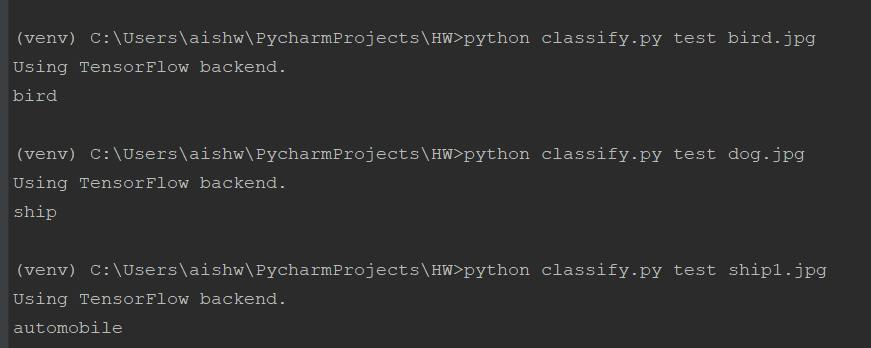 (venv) C:\Users\aishw\PycharmProjects\HW>python classify.py test bird.jpg
Using TensorFlow backend.
bird
(venv) C:\Users\aishw\PycharmProjects\HW>python classify.py test dog.jpg
Using TensorFlow backend.
ship
(venv) C:\Users\aishw\PycharmProjects\HW>python classify.py test ship1.jpg
Using TensorFlow backend.
automobile